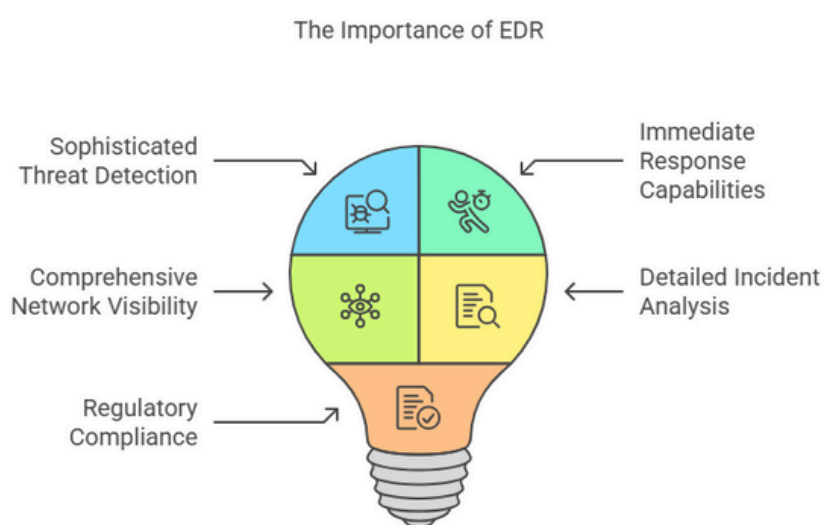 The Importance of EDR
Sophisticated
Threat Detection
Immediate
Response
Capabilities
Comprehensive
Network Visibility
Detailed Incident
Analysis
Regulatory
Compliance